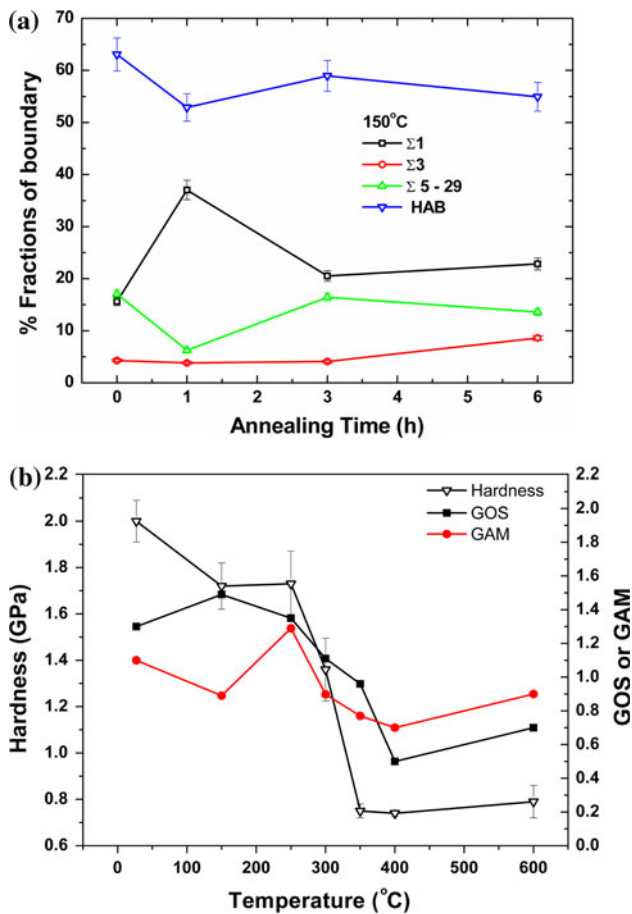 (a)
70
60
50
40
30
20
10
0
% Fractions of boundary
150°C
Σ1
Σ3
Σ 5 - 29
HAB
0 1 2 3 4 5 6
Annealing Time (h)
(b)
2.2
2.0
1.8
1.6
1.4
1.2
1.0
0.8
0.6
Hardness (GPa)
Hardness
GOS
GAM
2.2
2.0
1.8
1.6
1.4
1.2
1.0
0.8
0.6
0.4
0.2
0.0
GOS or GAM
0 100 200 300 400 500 600
Temperature (°C)